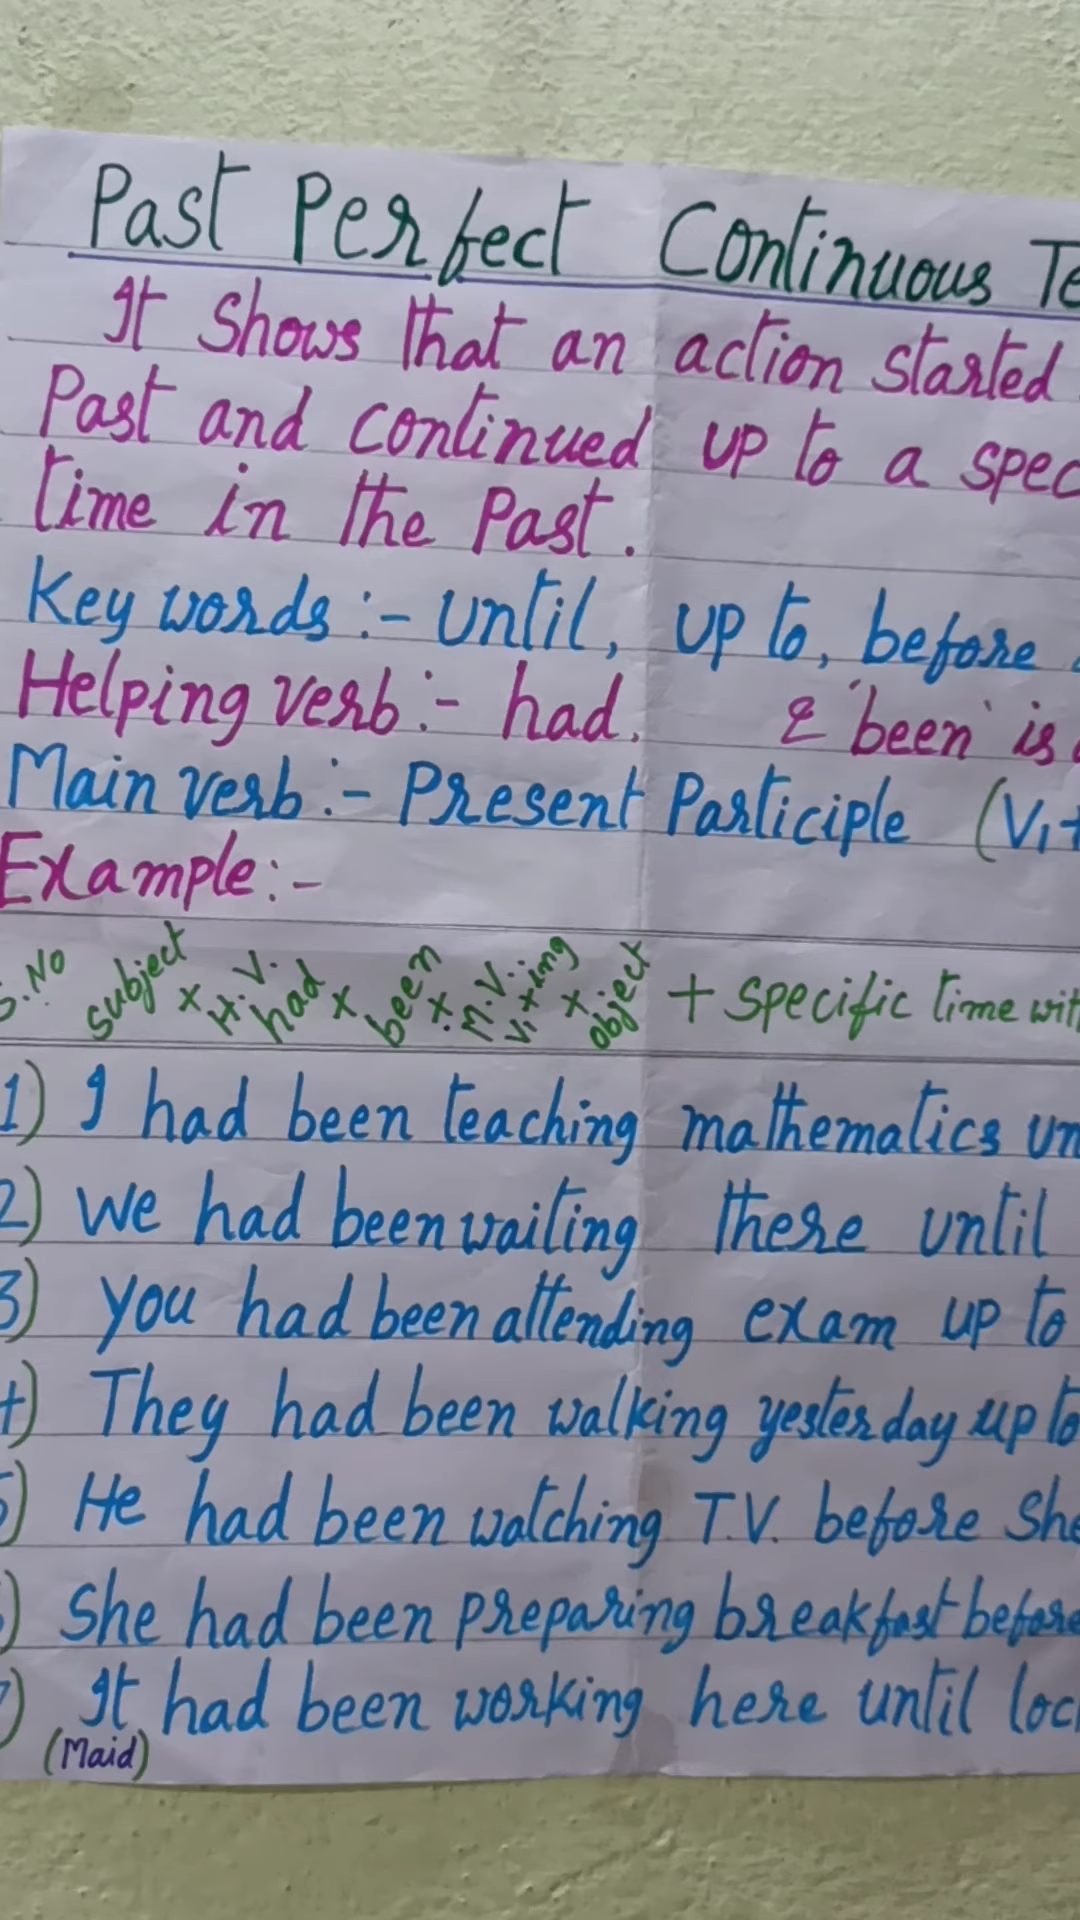 Past Perfect Continuous Te
It shows that an action started
Past and continued up to a spec
time in the Past.
Key words :- until, up to, before
Helping verb :- had. & 'been' is
Main verb :- Present Participle (V1+
Example :-
S.NO subject x H.V. had x been x m.V. V1+ing x object + specific time with
1) I had been teaching mathematics un
2) We had been waiting there until
3) you had been attending exam up to
4) They had been walking yesterday up to
5) He had been watching T.V. before She
) She had been preparing breakfast before
) It had been working here until loc
(Maid)